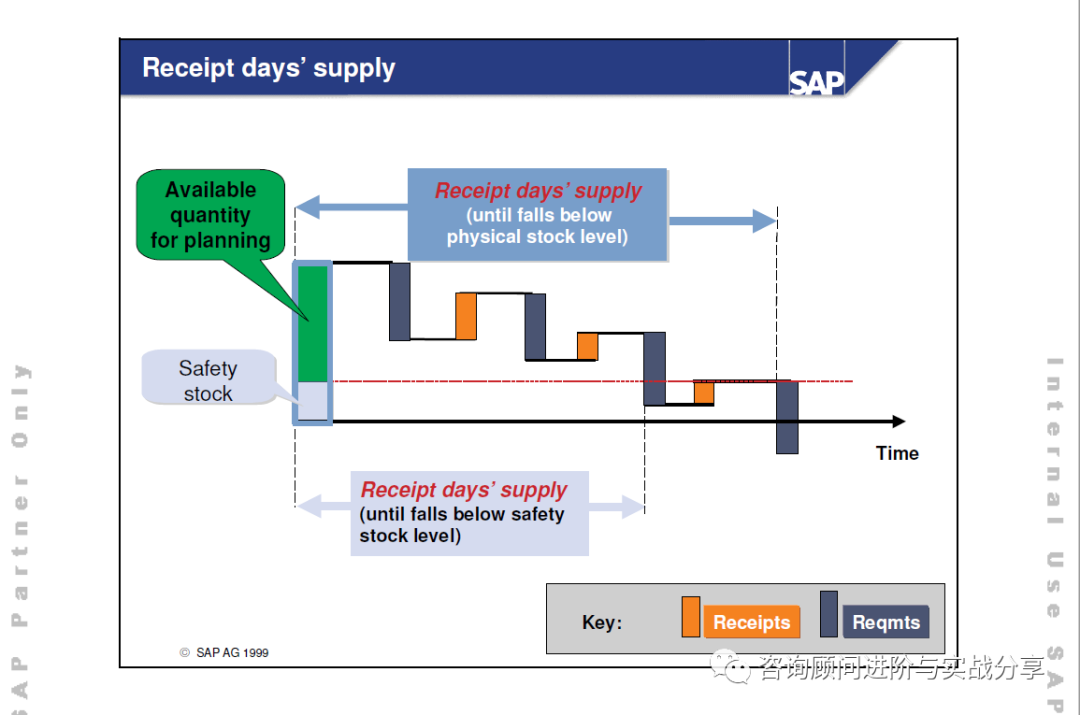 Receipt days' supply
SAP
Available
quantity
for planning
Receipt days' supply
(until falls below
physical stock level)
Safety
stock
Time
Receipt days' supply
(until falls below safety
stock level)
Key:
Receipts
Reqmts
© SAP AG 1999
咨询顾问进阶与实战分享
SAP Partner Only
Internal Use SAP